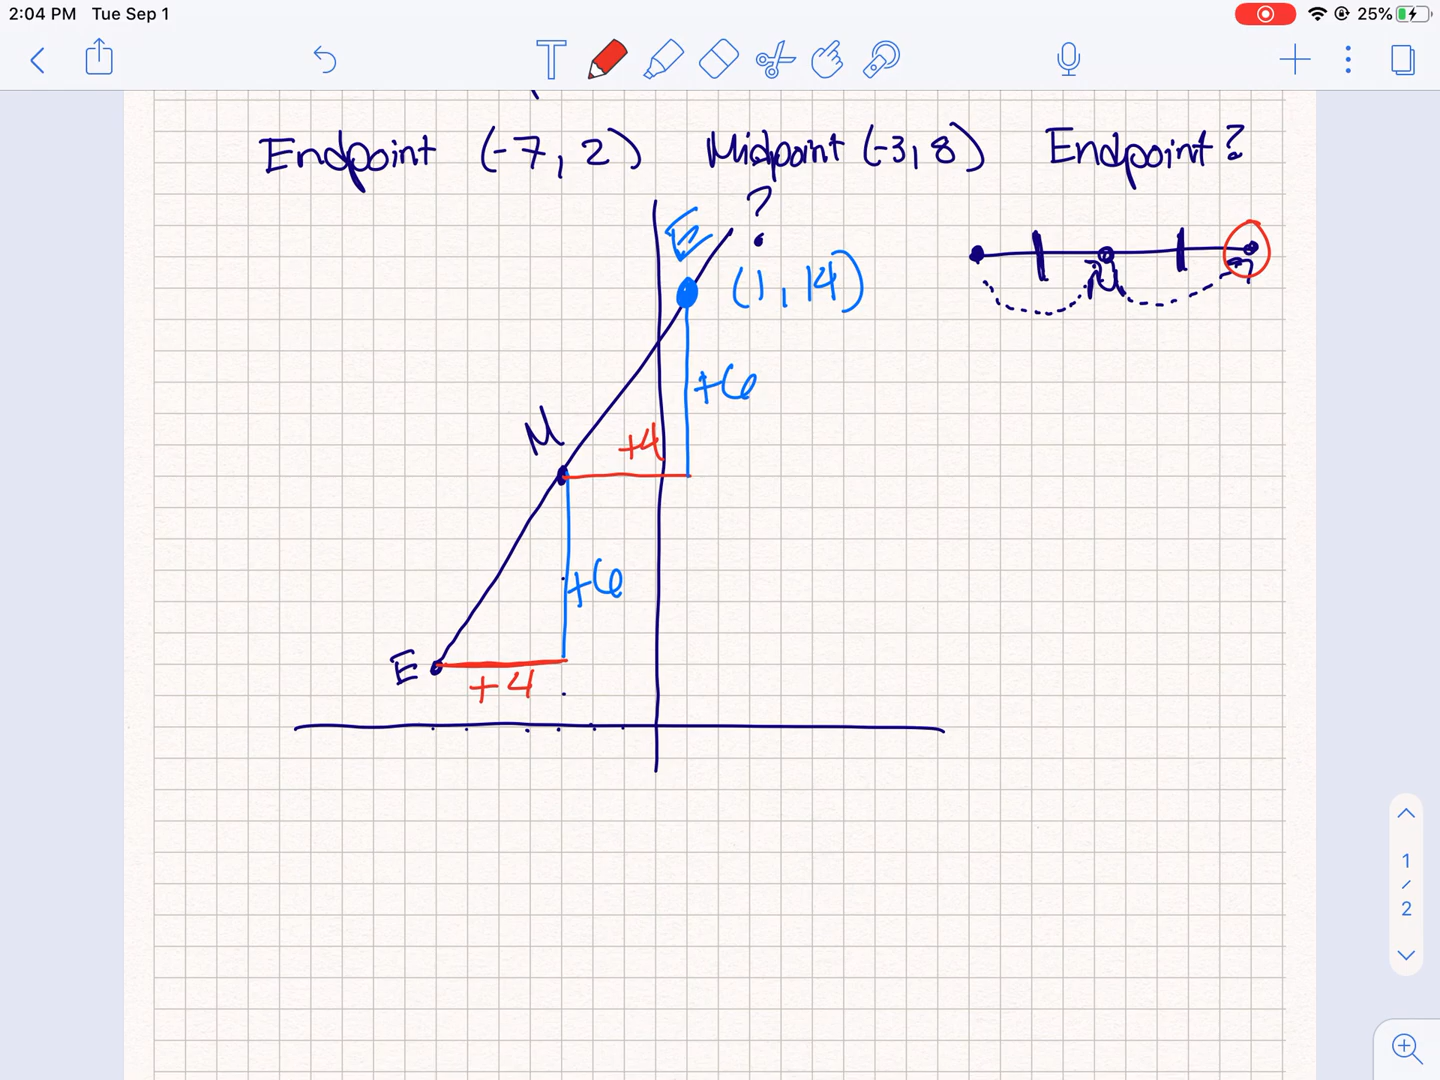 2:04 PM Tue Sep 1 25%
T
Endpoint (-7, 2) Midpoint (-3, 8) Endpoint?
?
E
(1, 14)
M ?
+6
M
+4
+6
E
+4
1
/
2